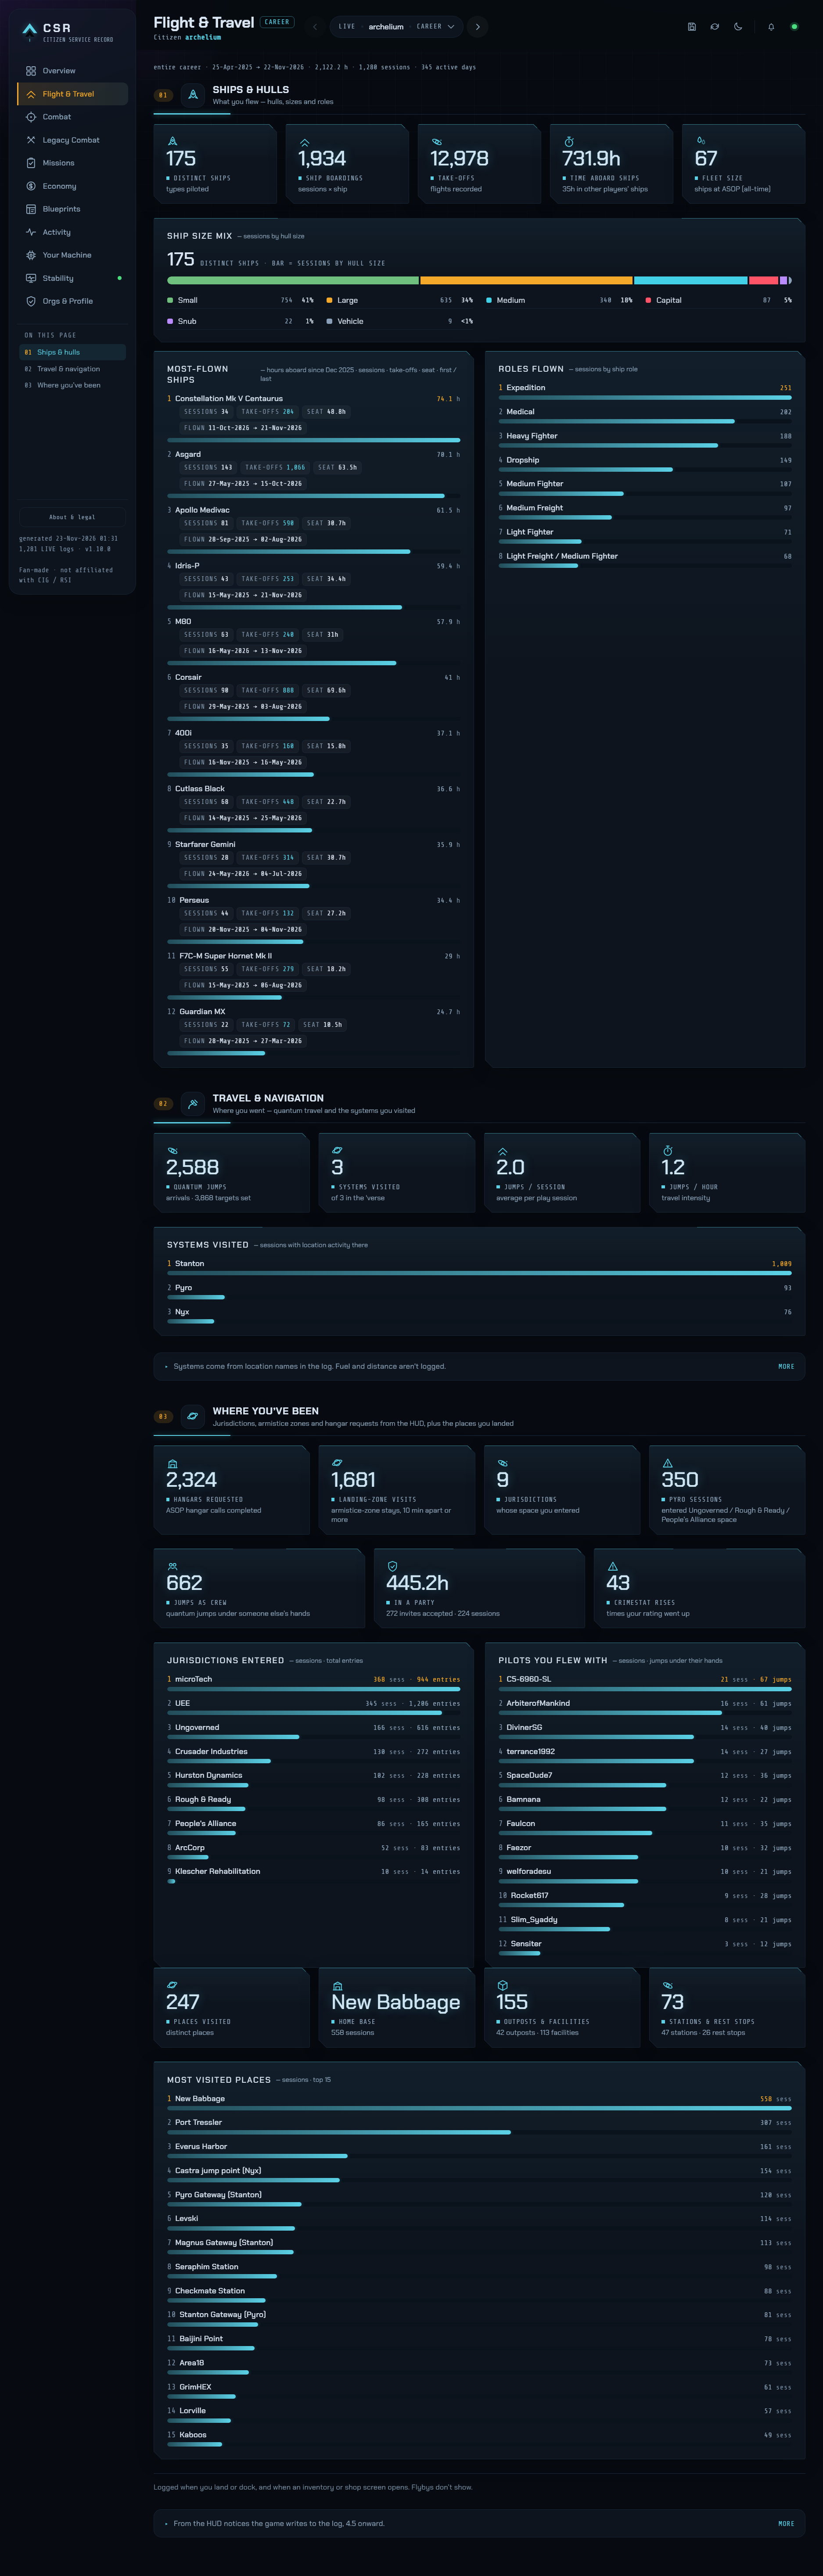 CSR
CITIZEN SERVICE RECORD
Overview
Flight & Travel
Combat
Legacy Combat
Missions
Economy
Blueprints
Activity
Your Machine
Stability
Orgs & Profile
ON THIS PAGE
01 Ships & hulls
02 Travel & navigation
03 Where you've been
About & legal
generated 23-Nov-2026 01:31
1,281 LIVE logs · v1.10.0
Fan-made · not affiliated
with CIG / RSI
Flight & Travel CAREER
Citizen archelium
LIVE · archelium · CAREER
entire career · 25-Apr-2025 → 22-Nov-2026 · 2,122.2 h · 1,280 sessions · 345 active days
01 SHIPS & HULLS
What you flew — hulls, sizes and roles
175
DISTINCT SHIPS
types piloted
1,934
SHIP BOARDINGS
sessions × ship
12,978
TAKE-OFFS
flights recorded
731.9h
TIME ABOARD SHIPS
35h in other players' ships
67
FLEET SIZE
ships at ASOP (all-time)
SHIP SIZE MIX — sessions by hull size
175 DISTINCT SHIPS · BAR = SESSIONS BY HULL SIZE
Small 794 41%
Large 635 34%
Medium 340 18%
Capital 87 5%
Snub 22 1%
Vehicle 9 <1%
MOST-FLOWN SHIPS — hours aboard since Dec 2025 · sessions · take-offs · seat · first / last
1 Constellation Mk V Centaurus 74.1 h
SESSIONS 34 TAKE-OFFS 204 SEAT 48.8h
FLOWN 11-Oct-2026 → 21-Nov-2026
2 Asgard 70.1 h
SESSIONS 143 TAKE-OFFS 1,066 SEAT 63.5h
FLOWN 27-May-2025 → 15-Oct-2026
3 Apollo Medivac 61.5 h
SESSIONS 81 TAKE-OFFS 590 SEAT 38.7h
FLOWN 28-Sep-2025 → 02-Aug-2026
4 Idris-P 59.4 h
SESSIONS 43 TAKE-OFFS 253 SEAT 34.4h
FLOWN 15-May-2026 → 21-Nov-2026
5 M80 57.9 h
SESSIONS 63 TAKE-OFFS 240 SEAT 31h
FLOWN 16-May-2026 → 13-Nov-2026
6 Corsair 41 h
SESSIONS 90 TAKE-OFFS 888 SEAT 69.6h
FLOWN 29-May-2025 → 03-Aug-2026
7 400i 37.1 h
SESSIONS 35 TAKE-OFFS 160 SEAT 15.8h
FLOWN 16-Nov-2025 → 16-May-2026
8 Cutlass Black 36.6 h
SESSIONS 68 TAKE-OFFS 448 SEAT 22.7h
FLOWN 14-May-2025 → 25-May-2026
9 Starfarer Gemini 35.9 h
SESSIONS 28 TAKE-OFFS 314 SEAT 30.7h
FLOWN 24-May-2026 → 04-Jul-2026
10 Perseus 34.4 h
SESSIONS 44 TAKE-OFFS 132 SEAT 27.2h
FLOWN 20-Nov-2025 → 04-Nov-2026
11 F7C-M Super Hornet Mk II 29 h
SESSIONS 55 TAKE-OFFS 279 SEAT 18.2h
FLOWN 15-May-2025 → 06-Aug-2026
12 Guardian MX 24.7 h
SESSIONS 22 TAKE-OFFS 72 SEAT 10.5h
FLOWN 28-May-2025 → 27-Mar-2026
ROLES FLOWN — sessions by ship role
1 Expedition 251
2 Medical 202
3 Heavy Fighter 188
4 Dropship 149
5 Medium Fighter 107
6 Medium Freight 97
7 Light Fighter 71
8 Light Freight / Medium Fighter 68
02 TRAVEL & NAVIGATION
Where you went — quantum travel and the systems you visited
2,588
QUANTUM JUMPS
arrivals · 3,868 targets set
3
SYSTEMS VISITED
of 3 in the 'verse
2.0
JUMPS / SESSION
average per play session
1.2
JUMPS / HOUR
travel intensity
SYSTEMS VISITED — sessions with location activity there
1 Stanton 1,009
2 Pyro 93
3 Nyx 76
Systems come from location names in the log. Fuel and distance aren't logged. MORE
03 WHERE YOU'VE BEEN
Jurisdictions, armistice zones and hangar requests from the HUD, plus the places you landed
2,324
HANGARS REQUESTED
ASOP hangar calls completed
1,681
LANDING-ZONE VISITS
armistice-zone stays, 10 min apart or more
9
JURISDICTIONS
whose space you entered
350
PYRO SESSIONS
entered Ungoverned / Rough & Ready / People's Alliance space
662
JUMPS AS CREW
quantum jumps under someone else's hands
445.2h
IN A PARTY
272 invites accepted · 224 sessions
43
CRIMESTAT RISES
times your rating went up
JURISDICTIONS ENTERED — sessions · total entries
1 microTech 368 sess · 944 entries
2 UEE 345 sess · 1,206 entries
3 Ungoverned 166 sess · 616 entries
4 Crusader Industries 130 sess · 272 entries
5 Hurston Dynamics 102 sess · 228 entries
6 Rough & Ready 98 sess · 308 entries
7 People's Alliance 86 sess · 165 entries
8 ArcCorp 52 sess · 83 entries
9 Klescher Rehabilitation 10 sess · 14 entries
PILOTS YOU FLEW WITH — sessions · jumps under their hands
1 C5-6960-SL 21 sess · 67 jumps
2 ArbiterofMankind 16 sess · 61 jumps
3 DivinerSG 14 sess · 40 jumps
4 terrance1992 14 sess · 27 jumps
5 SpaceDude7 12 sess · 36 jumps
6 Bamnana 12 sess · 22 jumps
7 Faulcon 11 sess · 35 jumps
8 Faezor 10 sess · 32 jumps
9 welforadesu 10 sess · 21 jumps
10 Rocket617 9 sess · 28 jumps
11 Slim_Syaddy 8 sess · 21 jumps
12 Sensiter 3 sess · 12 jumps
247
PLACES VISITED
distinct places
New Babbage
HOME BASE
558 sessions
155
OUTPOSTS & FACILITIES
42 outposts · 113 facilities
73
STATIONS & REST STOPS
47 stations · 26 rest stops
MOST VISITED PLACES — sessions · top 15
1 New Babbage 558 sess
2 Port Tressler 307 sess
3 Everus Harbor 161 sess
4 Castra jump point (Nyx) 154 sess
5 Pyro Gateway (Stanton) 120 sess
6 Levski 114 sess
7 Magnus Gateway (Stanton) 113 sess
8 Seraphim Station 98 sess
9 Checkmate Station 88 sess
10 Stanton Gateway (Pyro) 81 sess
11 Baijini Point 78 sess
12 Area18 73 sess
13 GrimHEX 61 sess
14 Lorville 57 sess
15 Kaboos 49 sess
Logged when you land or dock, and when an inventory or shop screen opens. Flybys don't show.
From the HUD notices the game writes to the log, 4.5 onward. MORE